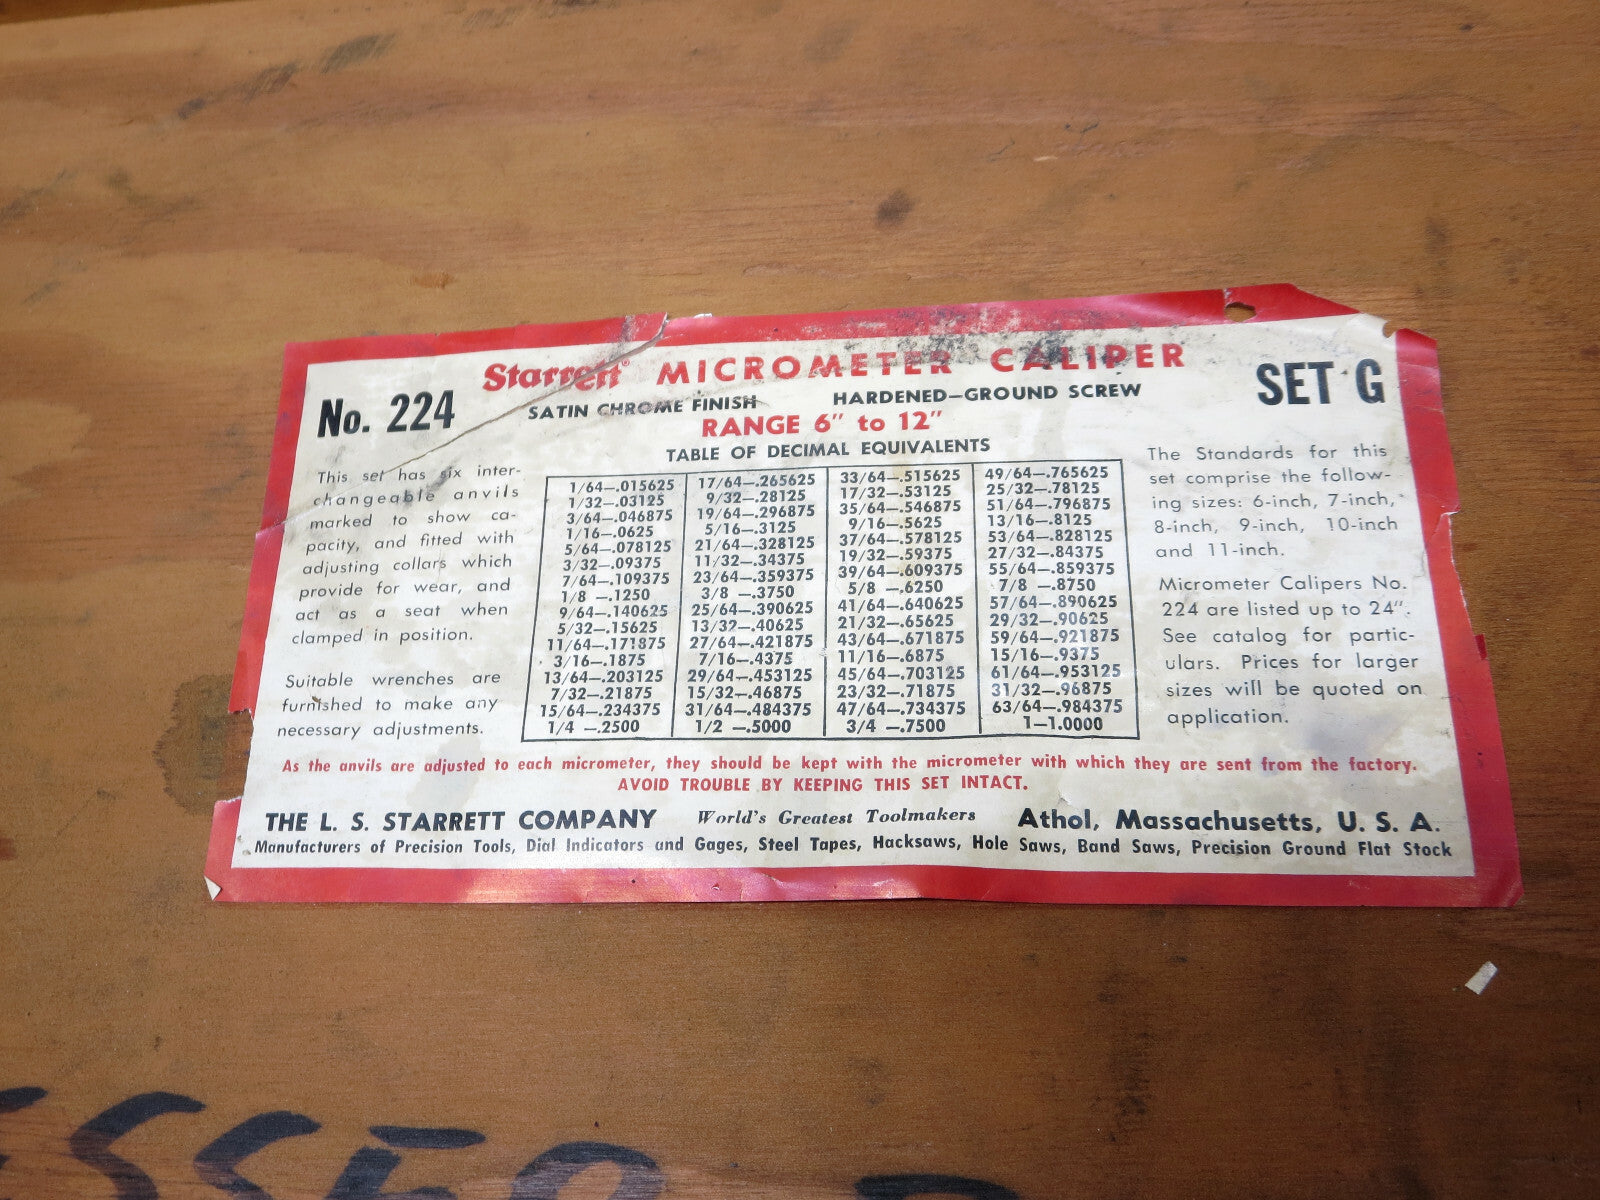 Starrett® MICROMETER CALIPER
No. 224
SATIN CHROME FINISH HARDENED—GROUND SCREW
SET G
RANGE 6" to 12"
TABLE OF DECIMAL EQUIVALENTS
This set has six inter-
changeable anvils
marked to show ca-
pacity, and fitted with
adjusting collars which
provide for wear, and
act as a seat when
clamped in position.
Suitable wrenches are
furnished to make any
necessary adjustments.
1/64—.015625
1/32—.03125
3/64—.046875
1/16—.0625
5/64—.078125
3/32—.09375
7/64—.109375
1/8 —.1250
9/64—.140625
5/32—.15625
11/64—.171875
3/16—.1875
13/64—.203125
7/32—.21875
15/64—.234375
1/4 —.2500
17/64—.265625
9/32—.28125
19/64—.296875
5/16—.3125
21/64—.328125
11/32—.34375
23/64—.359375
3/8 —.3750
25/64—.390625
13/32—.40625
27/64—.421875
7/16—.4375
29/64—.453125
15/32—.46875
31/64—.484375
1/2 —.5000
33/64—.515625
17/32—.53125
35/64—.546875
9/16—.5625
37/64—.578125
19/32—.59375
39/64—.609375
5/8 —.6250
41/64—.640625
21/32—.65625
43/64—.671875
11/16—.6875
45/64—.703125
23/32—.71875
47/64—.734375
3/4 —.7500
49/64—.765625
25/32—.78125
51/64—.796875
13/16—.8125
53/64—.828125
27/32—.84375
55/64—.859375
7/8 —.8750
57/64—.890625
29/32—.90625
59/64—.921875
15/16—.9375
61/64—.953125
31/32—.96875
63/64—.984375
1—1.0000
The Standards for this
set comprise the follow-
ing sizes: 6-inch, 7-inch,
8-inch, 9-inch, 10-inch
and 11-inch.
Micrometer Calipers No.
224 are listed up to 24".
See catalog for partic-
ulars. Prices for larger
sizes will be quoted on
application.
As the anvils are adjusted to each micrometer, they should be kept with the micrometer with which they are sent from the factory.
AVOID TROUBLE BY KEEPING THIS SET INTACT.
THE L. S. STARRETT COMPANY World's Greatest Toolmakers Athol, Massachusetts, U. S. A.
Manufacturers of Precision Tools, Dial Indicators and Gages, Steel Tapes, Hacksaws, Hole Saws, Band Saws, Precision Ground Flat Stock